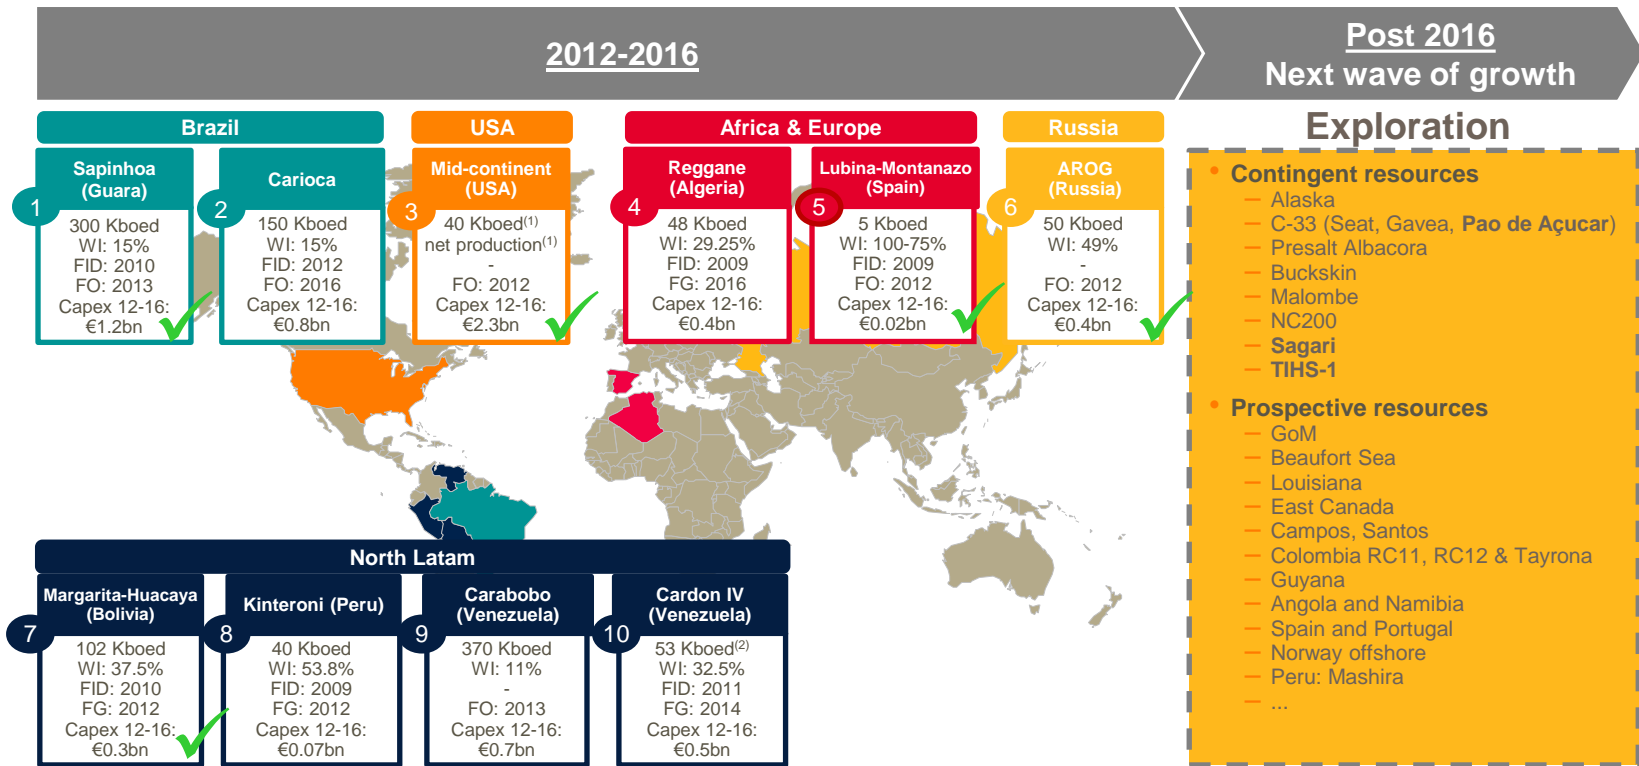 2012-2016
Post 2016
Next wave of growth
Brazil
USA
Africa & Europe
Russia
Exploration
Sapinhoa
(Guara)
1
300 Kboed
WI: 15%
FID: 2010
FO: 2013
Capex 12-16:
€1.2bn
Carioca
2
150 Kboed
WI: 15%
FID: 2012
FO: 2016
Capex 12-16:
€0.8bn
Mid-continent
(USA)
3
40 Kboed(1)
net production(1)
-
FO: 2012
Capex 12-16:
€2.3bn
Reggane
(Algeria)
4
48 Kboed
WI: 29.25%
FID: 2009
FG: 2016
Capex 12-16:
€0.4bn
Lubina-Montanazo
(Spain)
5
5 Kboed
WI: 100-75%
FID: 2009
FO: 2012
Capex 12-16:
€0.02bn
AROG
(Russia)
6
50 Kboed
WI: 49%
-
FO: 2012
Capex 12-16:
€0.4bn
North Latam
Margarita-Huacaya
(Bolivia)
7
102 Kboed
WI: 37.5%
FID: 2010
FG: 2012
Capex 12-16:
€0.3bn
Kinteroni (Peru)
8
40 Kboed
WI: 53.8%
FID: 2009
FG: 2012
Capex 12-16:
€0.07bn
Carabobo
(Venezuela)
9
370 Kboed
WI: 11%
-
FO: 2013
Capex 12-16:
€0.7bn
Cardon IV
(Venezuela)
10
53 Kboed(2)
WI: 32.5%
FID: 2011
FG: 2014
Capex 12-16:
€0.5bn
• Contingent resources
– Alaska
– C-33 (Seat, Gavea, Pao de Açucar)
– Presalt Albacora
– Buckskin
– Malombe
– NC200
– Sagari
– TIHS-1
• Prospective resources
– GoM
– Beaufort Sea
– Louisiana
– East Canada
– Campos, Santos
– Colombia RC11, RC12 & Tayrona
– Guyana
– Angola and Namibia
– Spain and Portugal
– Norway offshore
– Peru: Mashira
– ...